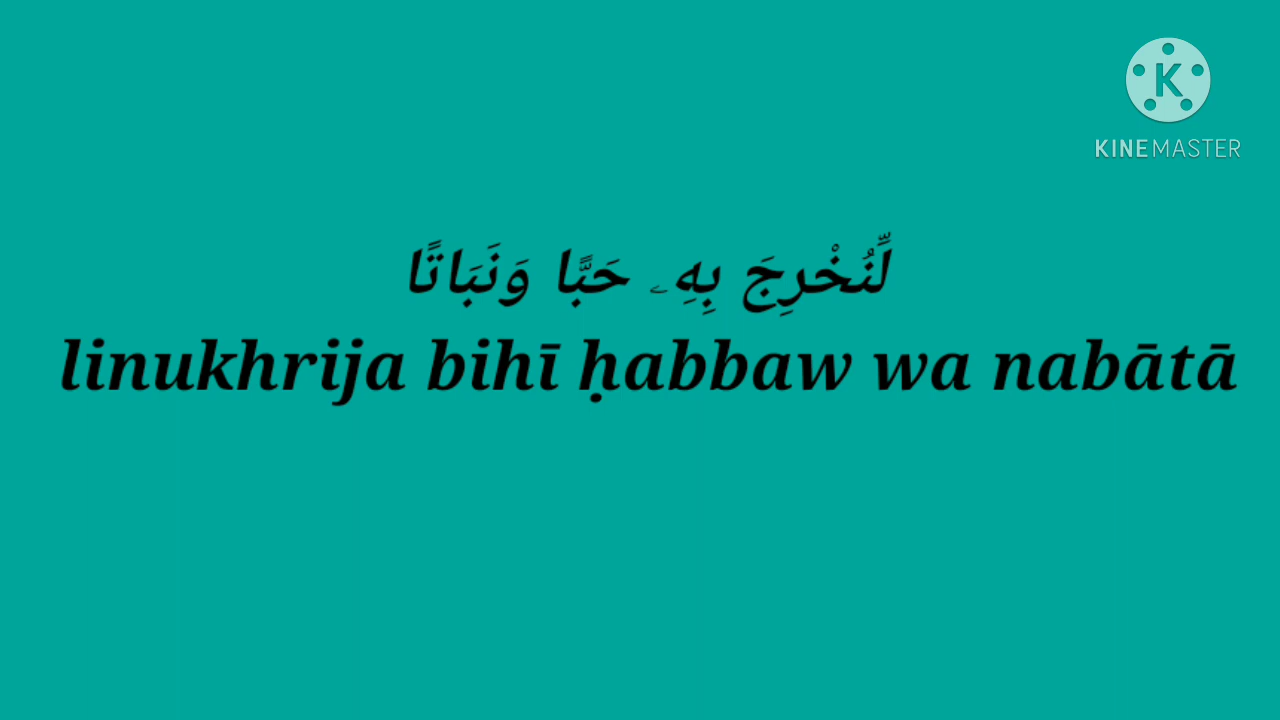 KINEMASTER
لِّنُخْرِجَ بِهِۦ حَبًّا وَنَبَاتًا
linukhrija bihī ḥabbaw wa nabātā